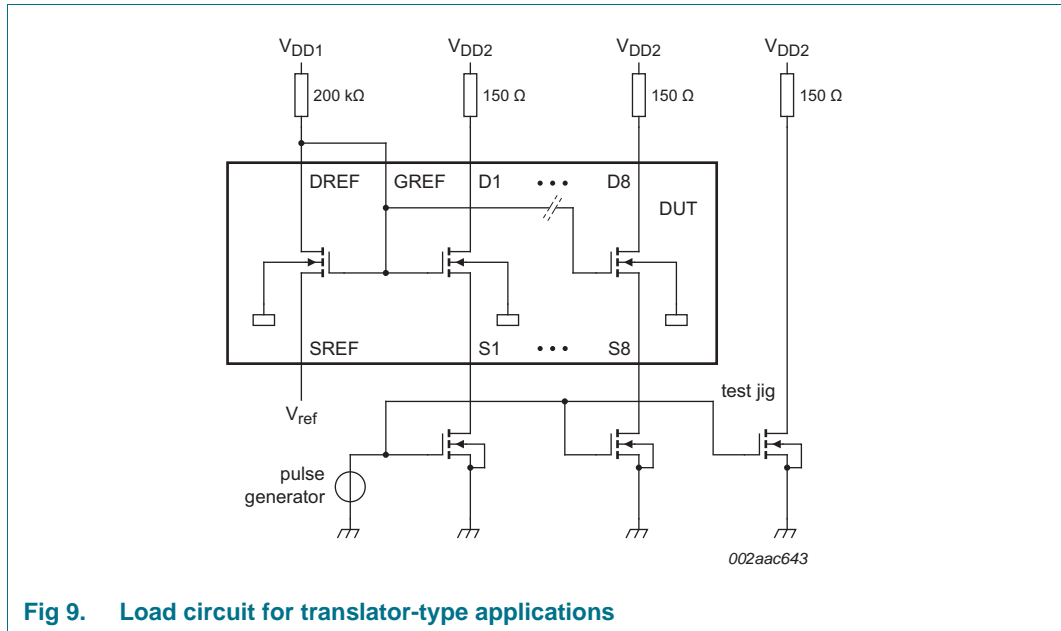 VDD1 VDD2 VDD2 VDD2
200 kΩ 150 Ω 150 Ω 150 Ω
DREF GREF D1 • • • D8
DUT
SREF S1 • • • S8
test jig
Vref
pulse
generator
002aac643
Fig 9. Load circuit for translator-type applications